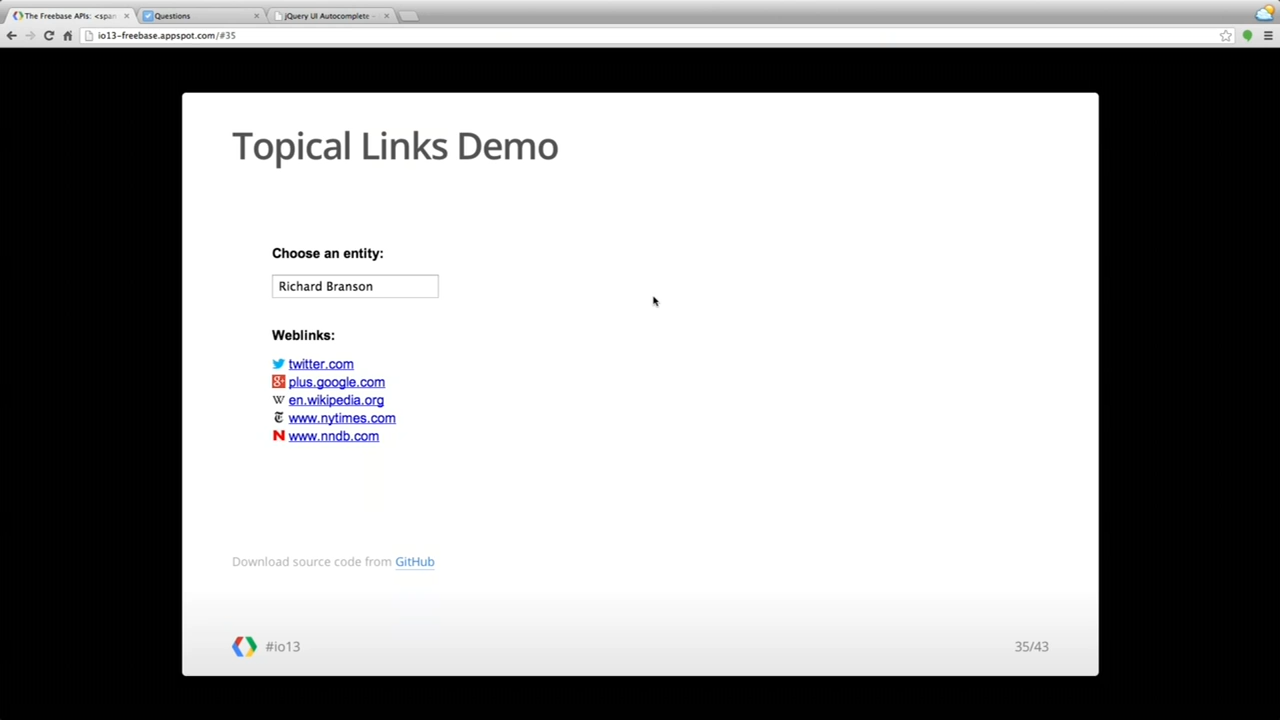 The Freebase APIs: <span
Questions
jQuery UI Autocomplete -
io13-freebase.appspot.com/#35
Topical Links Demo
Choose an entity:
Richard Branson
Weblinks:
twitter.com
plus.google.com
W en.wikipedia.org
T www.nytimes.com
N www.nndb.com
Download source code from GitHub
#io13
35/43